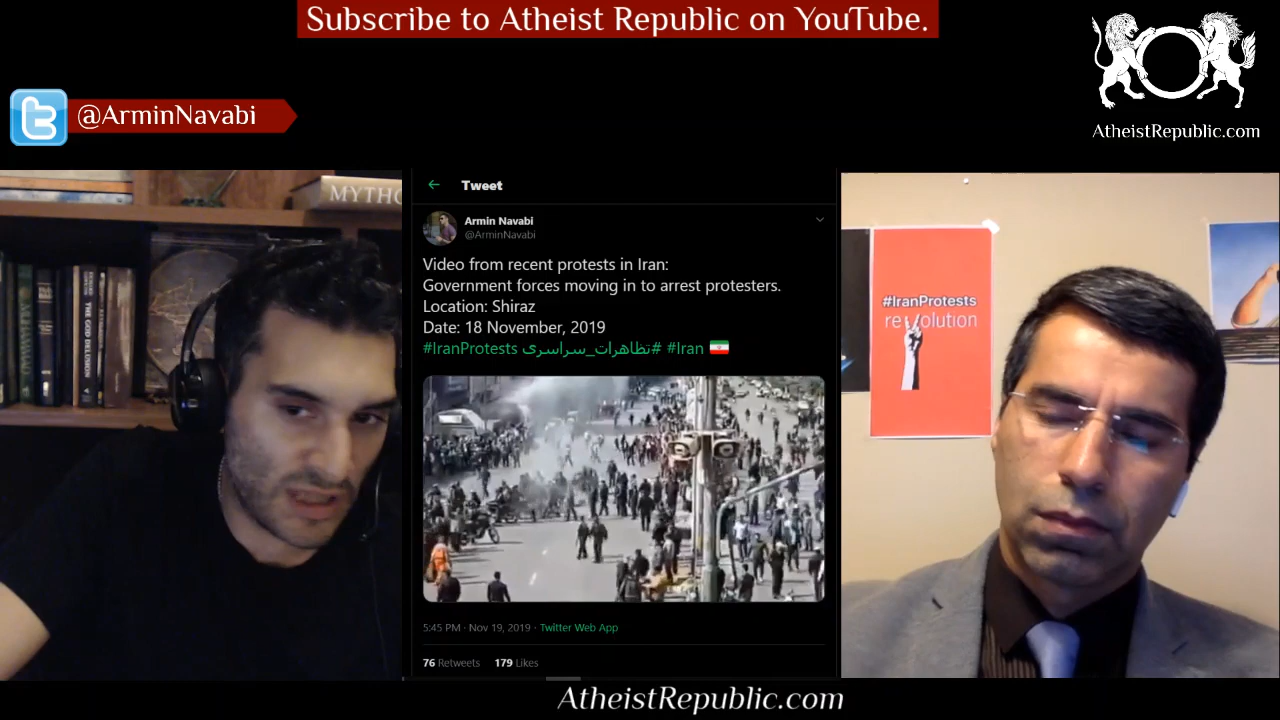 Subscribe to Atheist Republic on YouTube.
@ArminNavabi
AtheistRepublic.com
MYTHO
THE GOD DELUSION
Tweet
Armin Navabi
@ArminNavabi
Video from recent protests in Iran:
Government forces moving in to arrest protesters.
Location: Shiraz
Date: 18 November, 2019
#IranProtests #تظاهرات_سراسری #Iran
5:45 PM · Nov 19, 2019 · Twitter Web App
76 Retweets 179 Likes
#IranProtests
revolution
AtheistRepublic.com